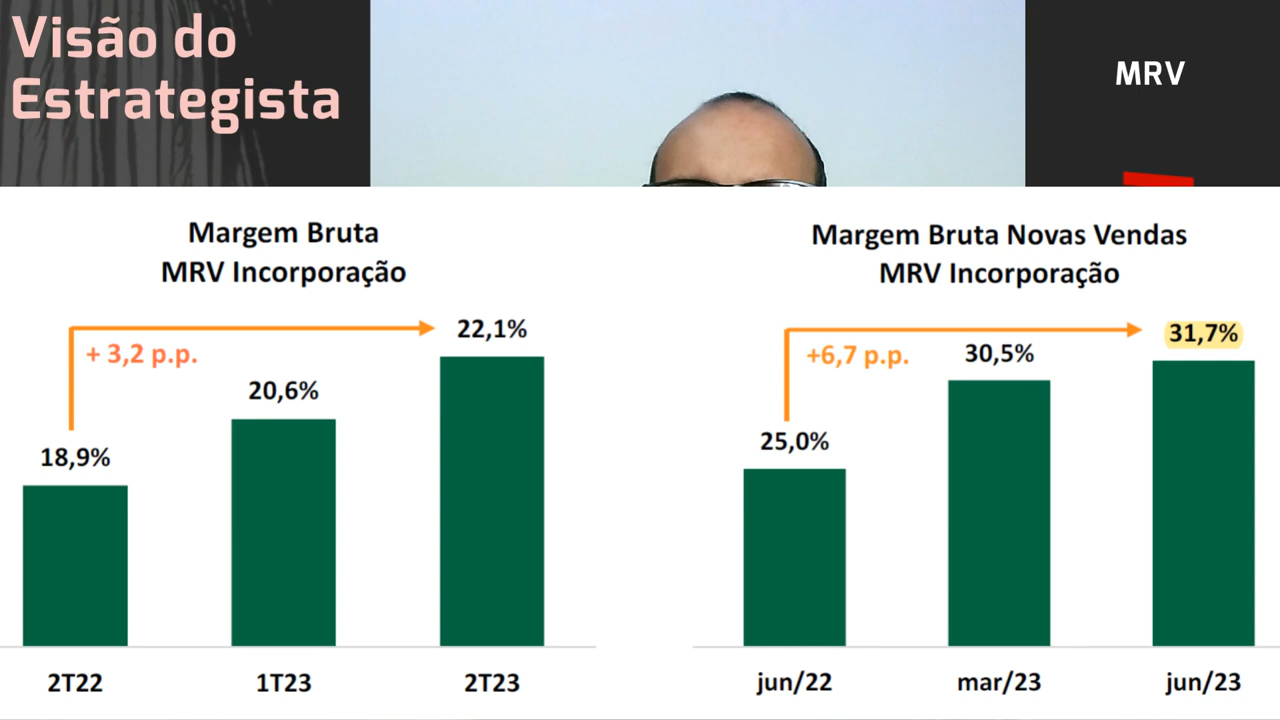 Visão do
Estrategista
MRV
Margem Bruta
MRV Incorporação
+ 3,2 p.p.
18,9%
20,6%
22,1%
2T22
1T23
2T23
Margem Bruta Novas Vendas
MRV Incorporação
+6,7 p.p.
25,0%
30,5%
31,7%
jun/22
mar/23
jun/23